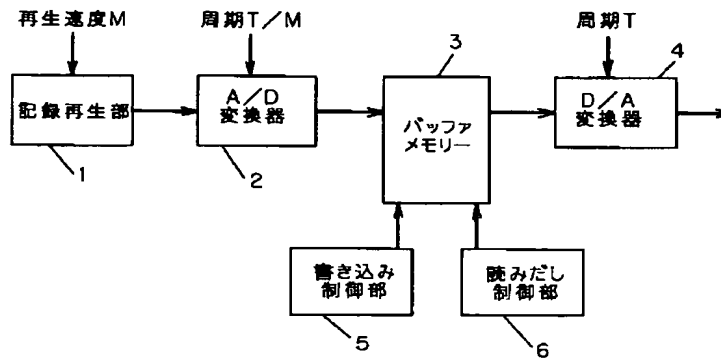 再生速度M
周期T/M
3
周期T
4
記録再生部
A/D
変換器
バッファ
メモリー
D/A
変換器
1
2
書き込み
制御部
読みだし
制御部
5
6